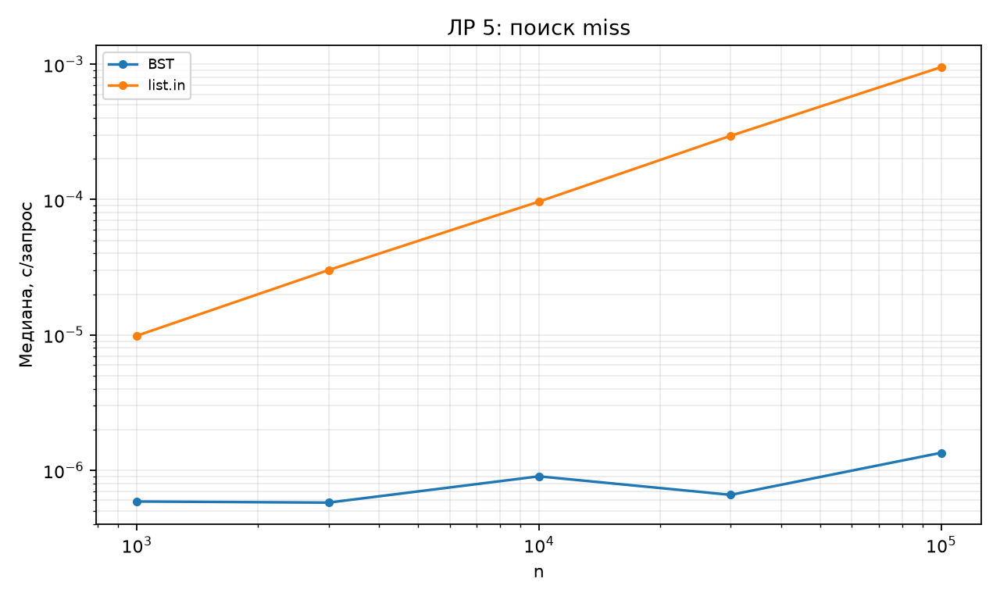 ЛР 5: поиск miss
BST
list.in
Медиана, с/запрос
10⁻³
10⁻⁴
10⁻⁵
10⁻⁶
10³
10⁴
10⁵
n